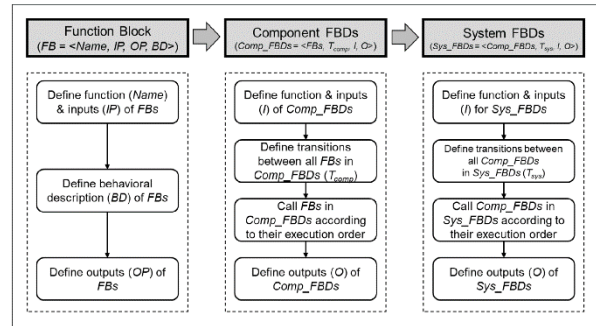 Function Block
(FB = <Name, IP, OP, BD>)
Component FBDs
(Comp_FBDs = <FBs, Tcomp, I, O>)
System FBDs
(Sys_FBDs = <Comp_FBDs, Tsys, I, O>)
Define function (Name)
& inputs (IP) of FBs
Define behavioral
description (BD) of FBs
Define outputs (OP) of
FBs
Define function & inputs
(I) of Comp_FBDs
Define transitions
between all FBs in
Comp_FBDs (Tcomp)
Call FBs in
Comp_FBDs according
to their execution order
Define outputs (O) of
Comp_FBDs
Define function & inputs
(I) for Sys_FBDs
Define transitions between
all Comp_FBDs
in Sys_FBDs (Tsys)
Call Comp_FBDs in
Sys_FBDs according to
their execution order
Define outputs (O) of
Sys_FBDs